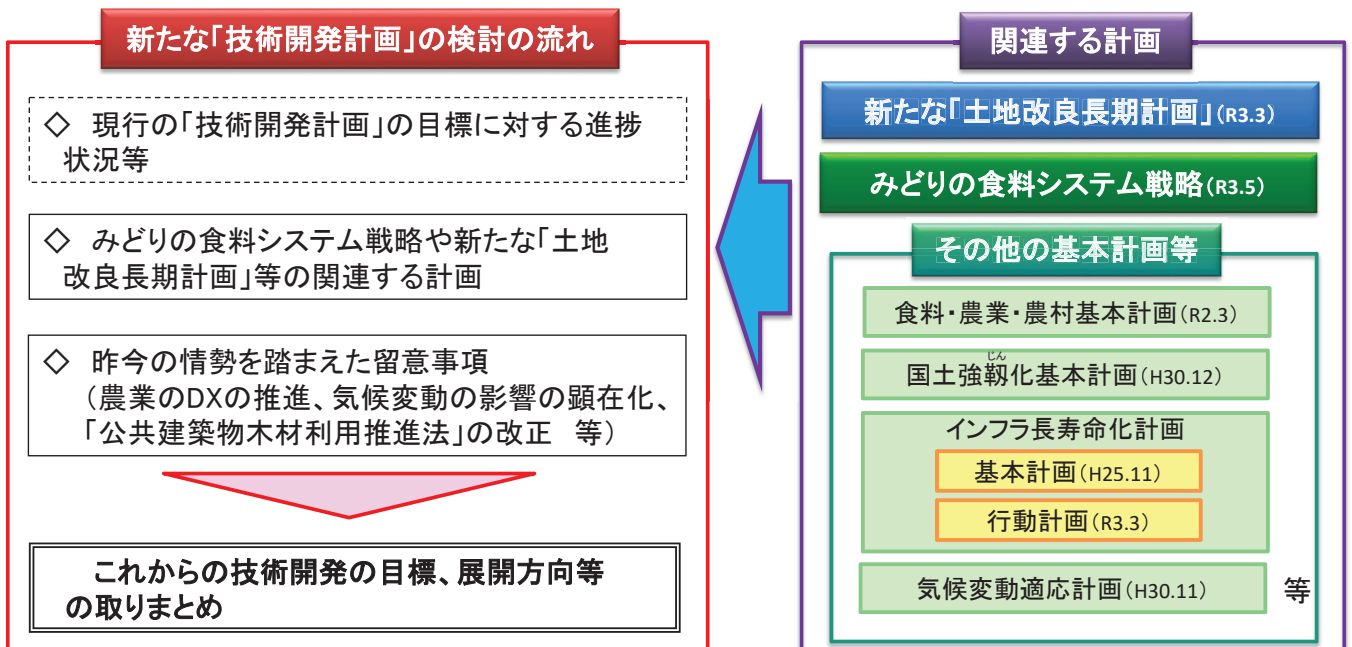 新たな「技術開発計画」の検討の流れ
◇ 現行の「技術開発計画」の目標に対する進捗
状況等
◇ みどりの食料システム戦略や新たな「土地
改良長期計画」等の関連する計画
◇ 昨今の情勢を踏まえた留意事項
（農業のDXの推進、気候変動の影響の顕在化、
「公共建築物木材利用推進法」の改正 等）
これからの技術開発の目標、展開方向等
の取りまとめ
関連する計画
新たな「土地改良長期計画」(R3.3)
みどりの食料システム戦略(R3.5)
その他の基本計画等
食料・農業・農村基本計画(R2.3)
じん
国土強靱化基本計画(H30.12)
インフラ長寿命化計画
基本計画(H25.11)
行動計画(R3.3)
気候変動適応計画(H30.11) 等